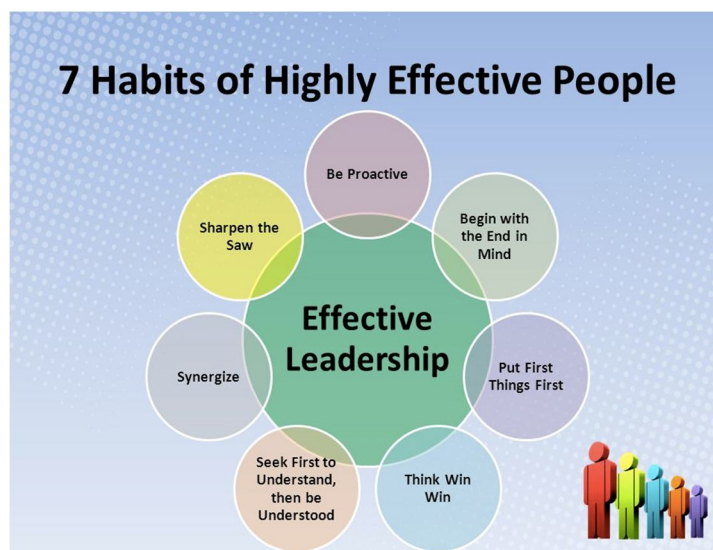 7 Habits of Highly Effective People
Be Proactive
Begin with
the End in
Mind
Put First
Things First
Think Win
Win
Seek First to
Understand,
then be
Understood
Synergize
Sharpen the
Saw
Effective
Leadership